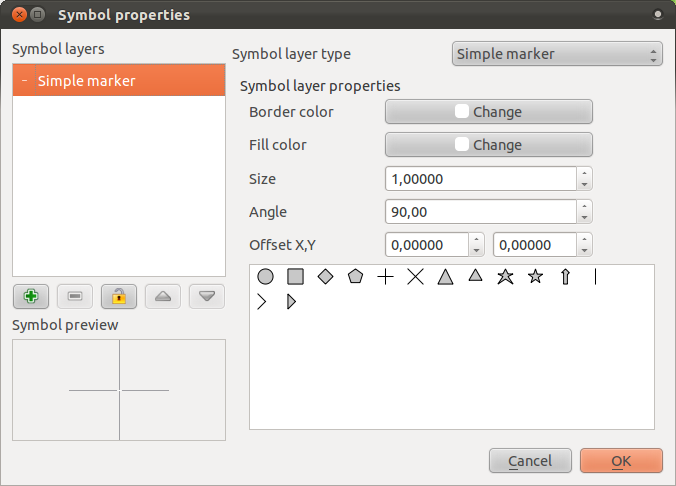 Symbol properties
Symbol layers
Symbol layer type
Simple marker
Simple marker
Symbol layer properties
Border color
Change
Fill color
Change
Size
1,00000
Angle
90,00
Offset X,Y
0,00000
0,00000
Symbol preview
Cancel
OK